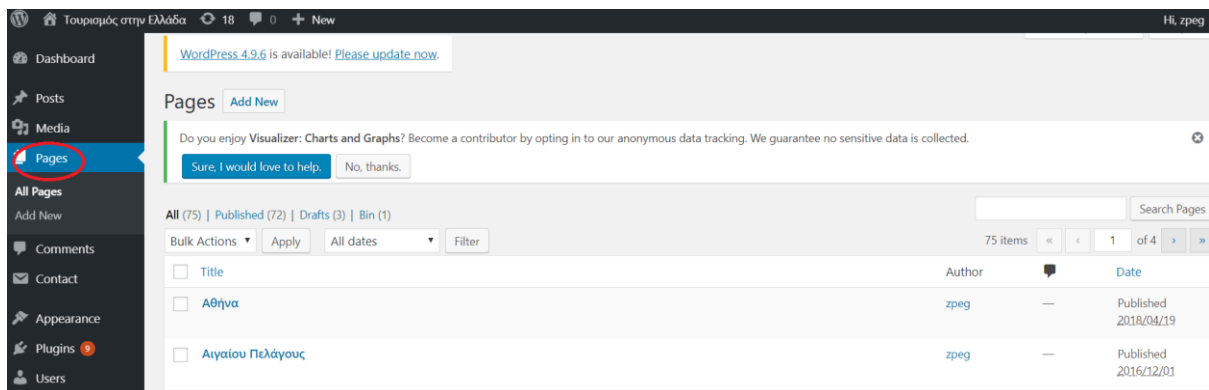 Τουρισμός στην Ελλάδα 18 0 + New Hi, zpeg
Dashboard
Posts
Media
Pages
All Pages
Add New
Comments
Contact
Appearance
Plugins 9
Users
WordPress 4.9.6 is available! Please update now.
Pages Add New
Do you enjoy Visualizer: Charts and Graphs? Become a contributor by opting in to our anonymous data tracking. We guarantee no sensitive data is collected.
Sure, I would love to help. No, thanks.
All (75) | Published (72) | Drafts (3) | Bin (1)
Search Pages
Bulk Actions Apply All dates Filter 75 items « ‹ 1 of 4 › »
Title Author Date
Αθήνα zpeg — Published
2018/04/19
Αιγαίου Πελάγους zpeg — Published
2016/12/01